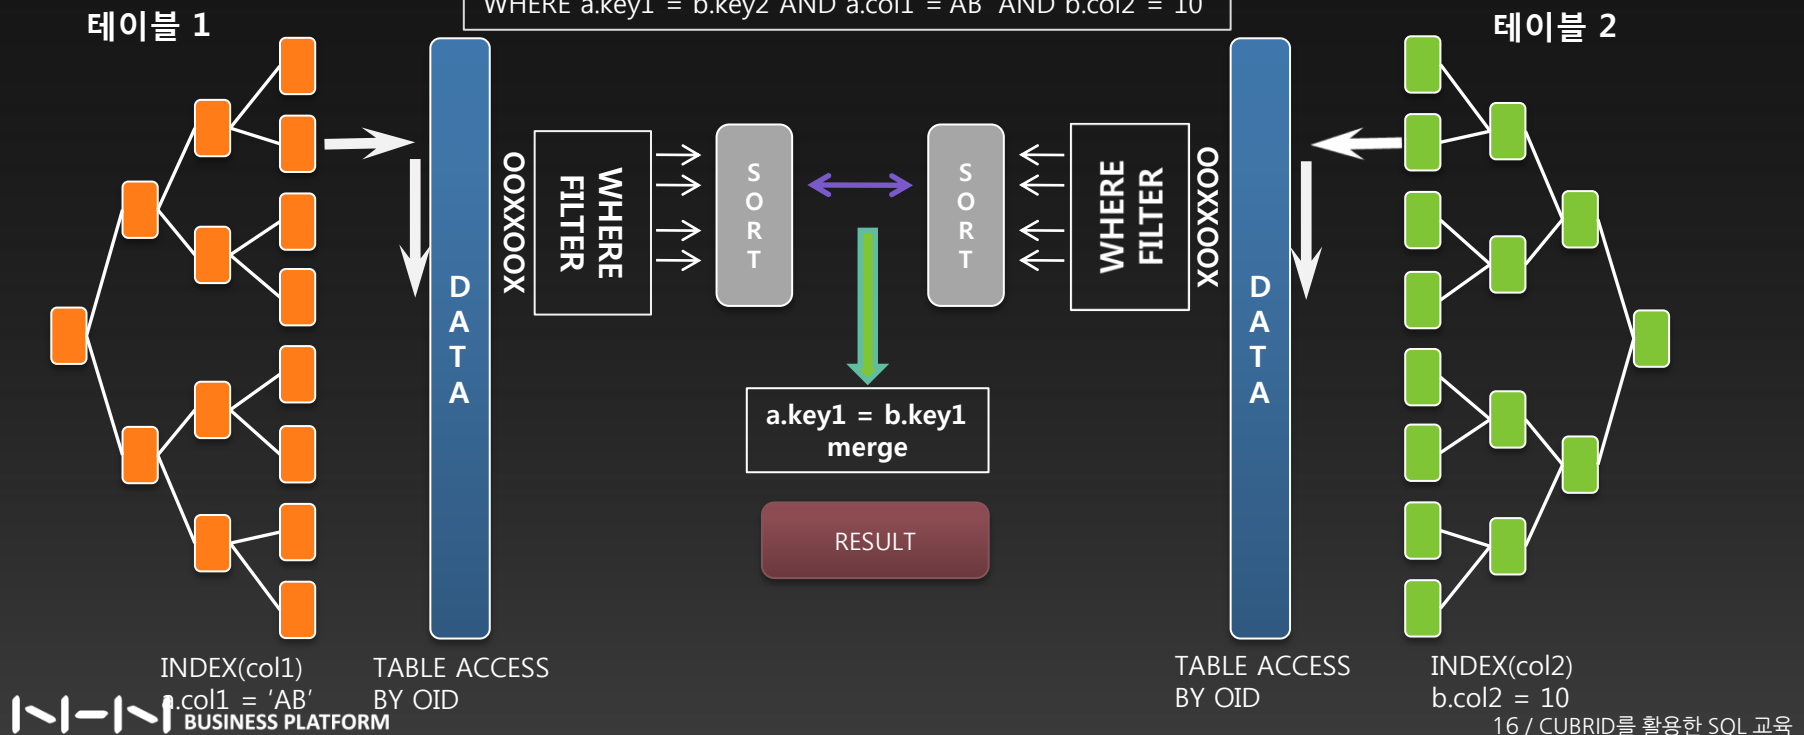 WHERE a.key1 = b.key2 AND a.col1 = 'AB' AND b.col2 = 10
테이블 1
테이블 2
DATA
OOXXOOX
WHERE
FILTER
SORT
SORT
WHERE
FILTER
OOXXOOX
DATA
a.key1 = b.key1
merge
RESULT
INDEX(col1)
a.col1 = ‘AB’
TABLE ACCESS
BY OID
TABLE ACCESS
BY OID
INDEX(col2)
b.col2 = 10
NHN BUSINESS PLATFORM
16 / CUBRID를 활용한 SQL 교육